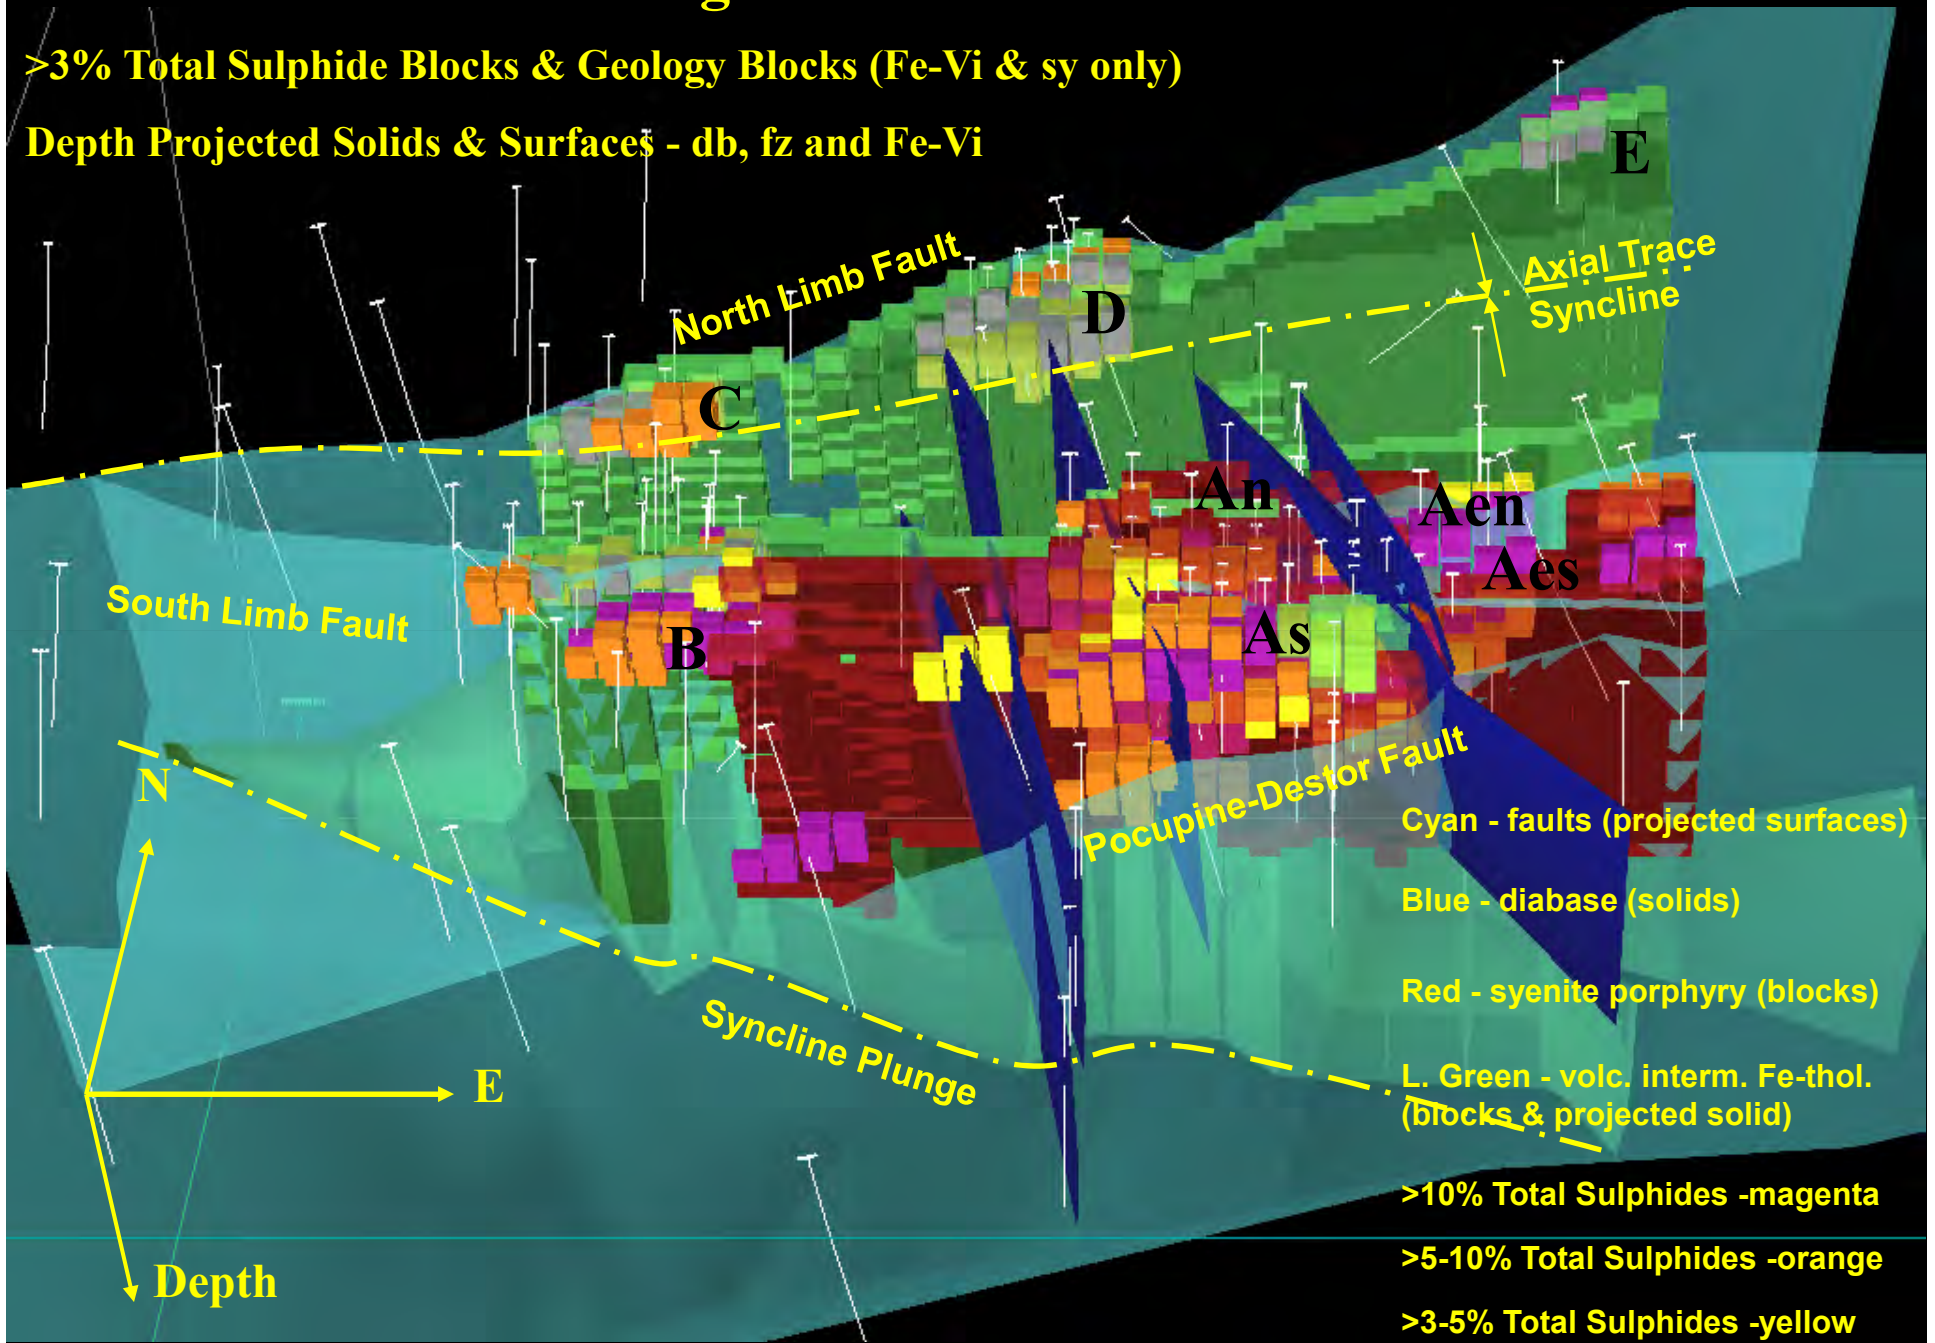 >3% Total Sulphide Blocks & Geology Blocks (Fe-Vi & sy only)
Depth Projected Solids & Surfaces - db, fz and Fe-Vi
E
North Limb Fault
Axial Trace
Syncline
D
C
An
Aen
Aes
South Limb Fault
B
As
N
Pocupine-Destor Fault
Cyan - faults (projected surfaces)
Blue - diabase (solids)
Red - syenite porphyry (blocks)
Syncline Plunge
E
L. Green - volc. interm. Fe-thol.
(blocks & projected solid)
>10% Total Sulphides -magenta
Depth
>5-10% Total Sulphides -orange
>3-5% Total Sulphides -yellow